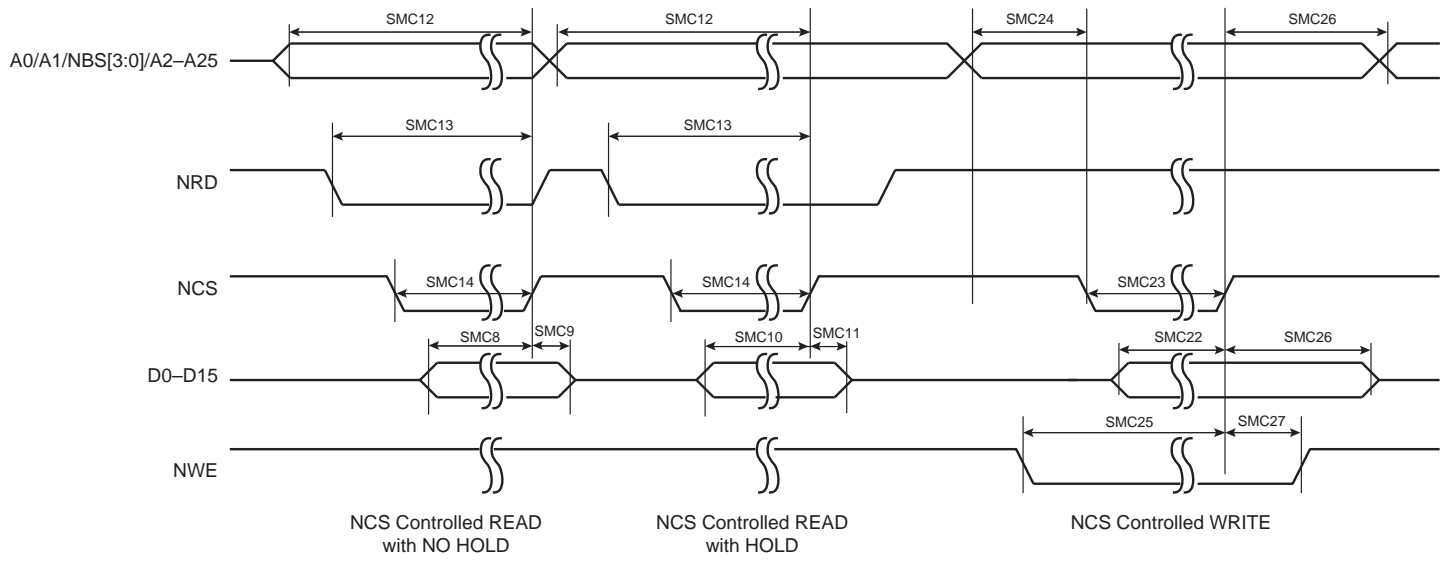 SMC12
SMC12
SMC24
SMC26
A0/A1/NBS[3:0]/A2–A25
SMC13
SMC13
NRD
NCS
SMC14
SMC14
SMC23
SMC8
SMC9
SMC10
SMC11
SMC22
SMC26
D0–D15
SMC25
SMC27
NWE
NCS Controlled READ
with NO HOLD
NCS Controlled READ
with HOLD
NCS Controlled WRITE